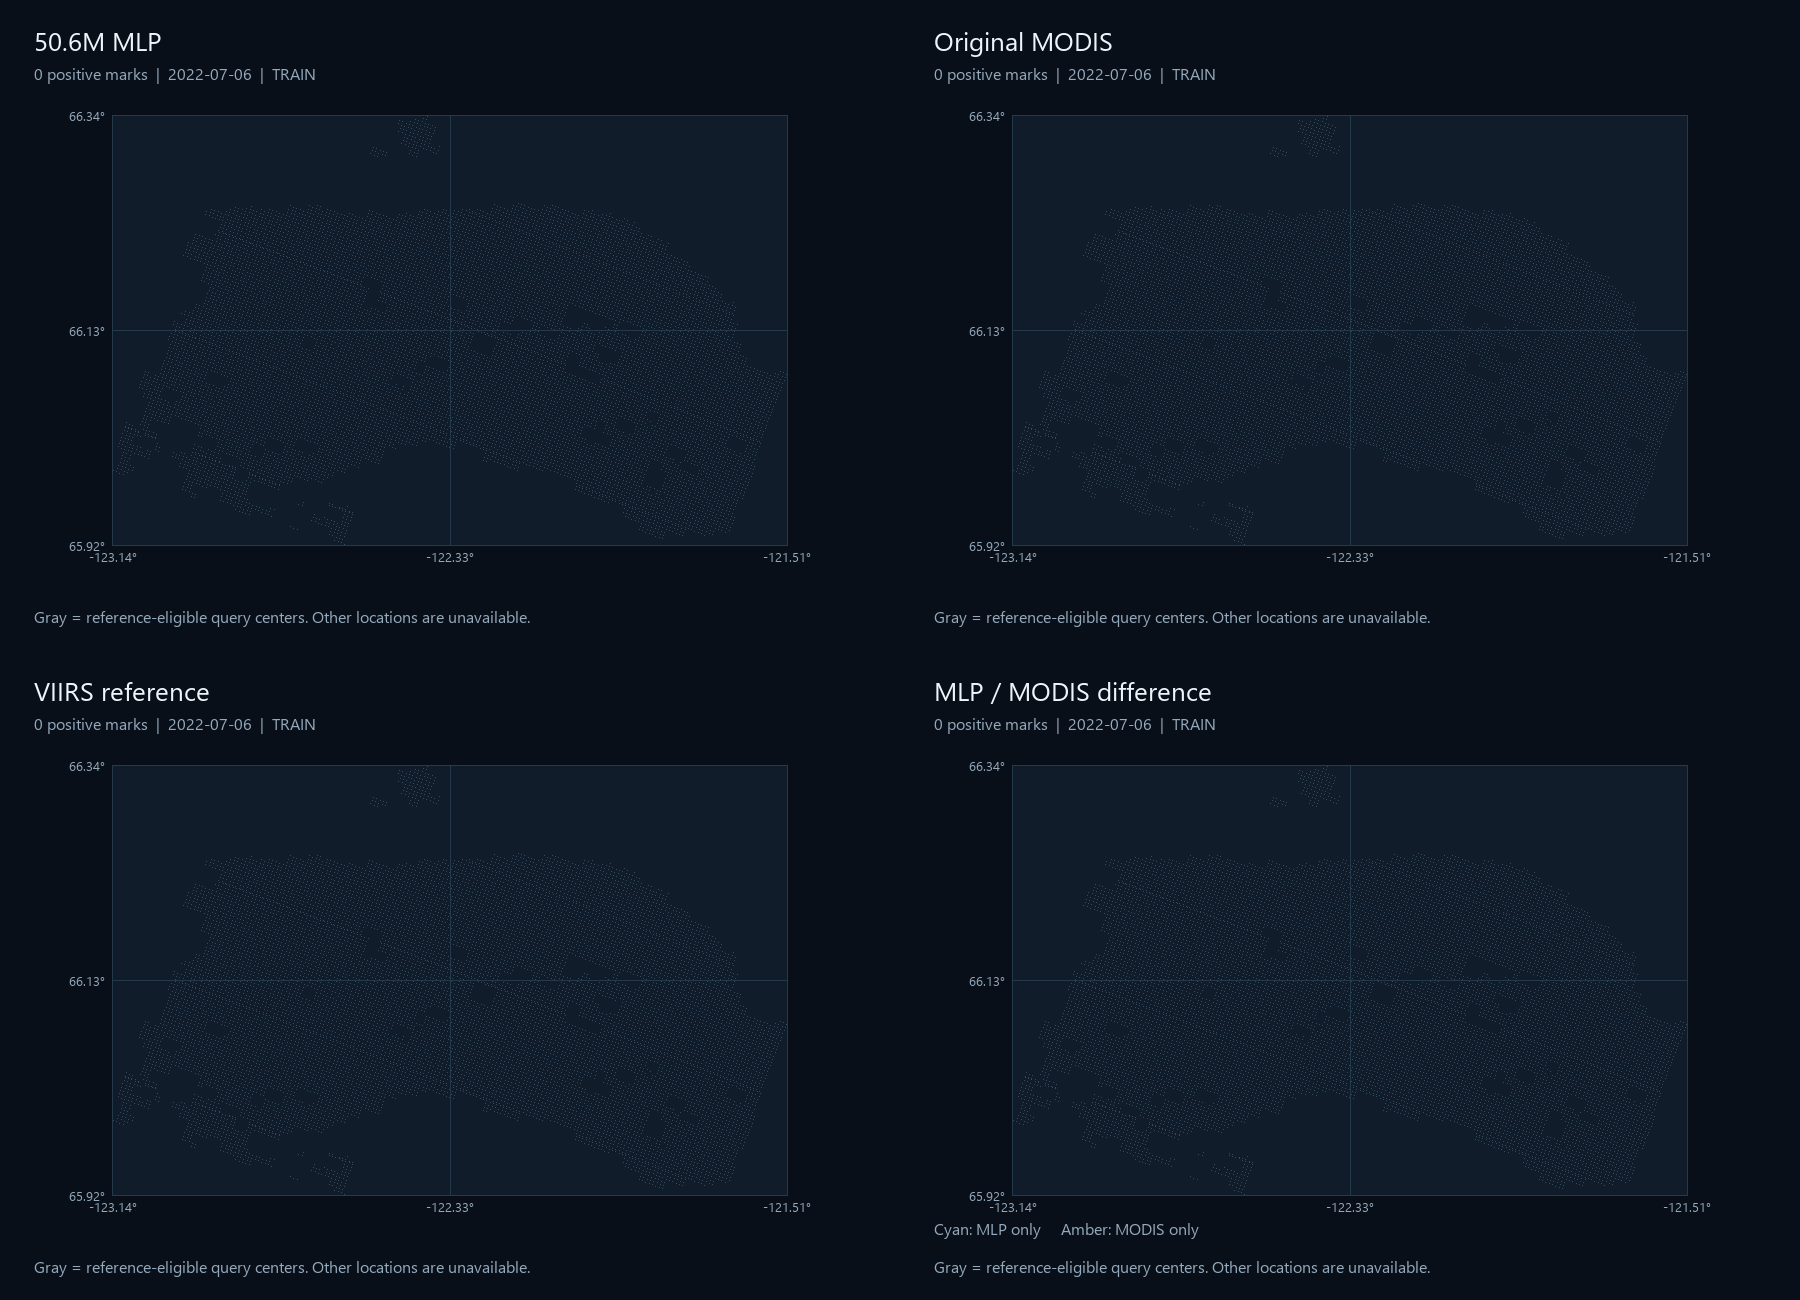 50.6M MLP
0 positive marks | 2022-07-06 | TRAIN
66.34°
66.13°
65.92°
-123.14°
-122.33°
-121.51°
Gray = reference-eligible query centers. Other locations are unavailable.
Original MODIS
0 positive marks | 2022-07-06 | TRAIN
66.34°
66.13°
65.92°
-123.14°
-122.33°
-121.51°
Gray = reference-eligible query centers. Other locations are unavailable.
VIIRS reference
0 positive marks | 2022-07-06 | TRAIN
66.34°
66.13°
65.92°
-123.14°
-122.33°
-121.51°
Gray = reference-eligible query centers. Other locations are unavailable.
MLP / MODIS difference
0 positive marks | 2022-07-06 | TRAIN
66.34°
66.13°
65.92°
-123.14°
-122.33°
-121.51°
Cyan: MLP only Amber: MODIS only
Gray = reference-eligible query centers. Other locations are unavailable.